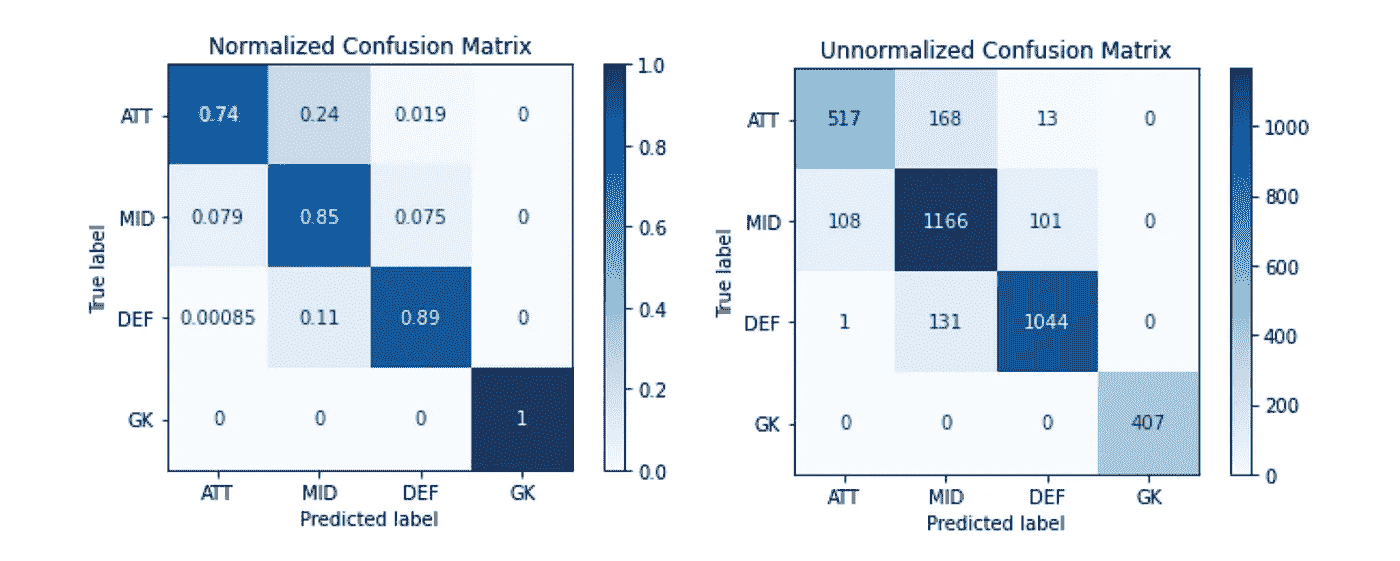 Normalized Confusion Matrix
ATT 0.74 0.24 0.019 0
MID 0.079 0.85 0.075 0
DEF 0.00085 0.11 0.89 0
GK 0 0 0 1
True label
ATT MID DEF GK
Predicted label
1.0
0.8
0.6
0.4
0.2
0.0
Unnormalized Confusion Matrix
ATT 517 168 13 0
MID 108 1166 101 0
DEF 1 131 1044 0
GK 0 0 0 407
True label
ATT MID DEF GK
Predicted label
1000
800
600
400
200
0